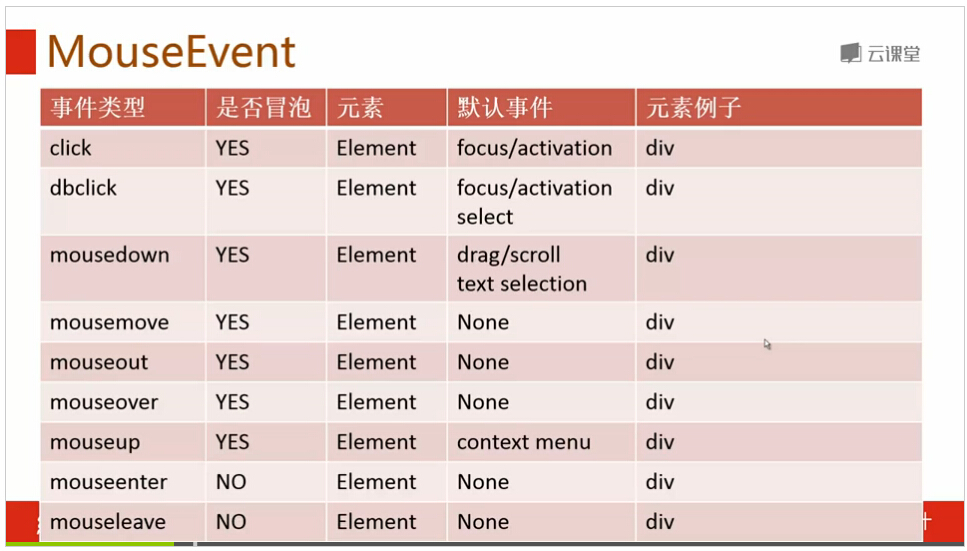 MouseEvent
云课堂
事件类型 是否冒泡 元素 默认事件 元素例子
click YES Element focus/activation div
dbclick YES Element focus/activation div
select
mousedown YES Element drag/scroll div
text selection
mousemove YES Element None div
mouseout YES Element None div
mouseover YES Element None div
mouseup YES Element context menu div
mouseenter NO Element None div
mouseleave NO Element None div